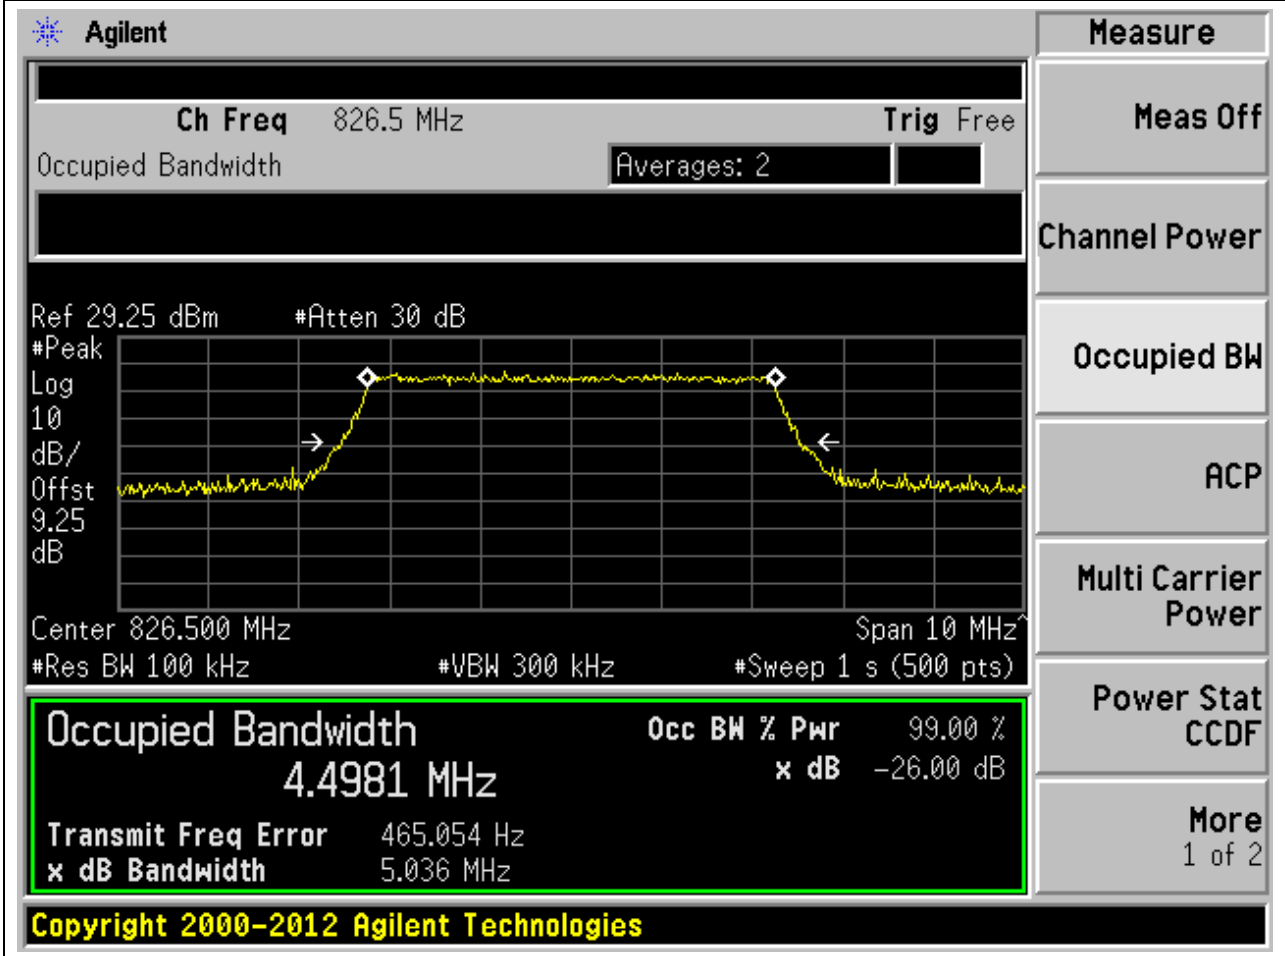 Agilent
Measure
Ch Freq 826.5 MHz Trig Free
Occupied Bandwidth Averages: 2
Meas Off
Channel Power
Occupied BW
ACP
Multi Carrier
Power
Power Stat
CCDF
More
1 of 2
Ref 29.25 dBm #Atten 30 dB
#Peak
Log
10
dB/
Offst
9.25
dB
Center 826.500 MHz Span 10 MHz^
#Res BW 100 kHz #VBW 300 kHz #Sweep 1 s (500 pts)
Occupied Bandwidth Occ BW % Pwr 99.00 %
4.4981 MHz x dB -26.00 dB
Transmit Freq Error 465.054 Hz
x dB Bandwidth 5.036 MHz
Copyright 2000-2012 Agilent Technologies